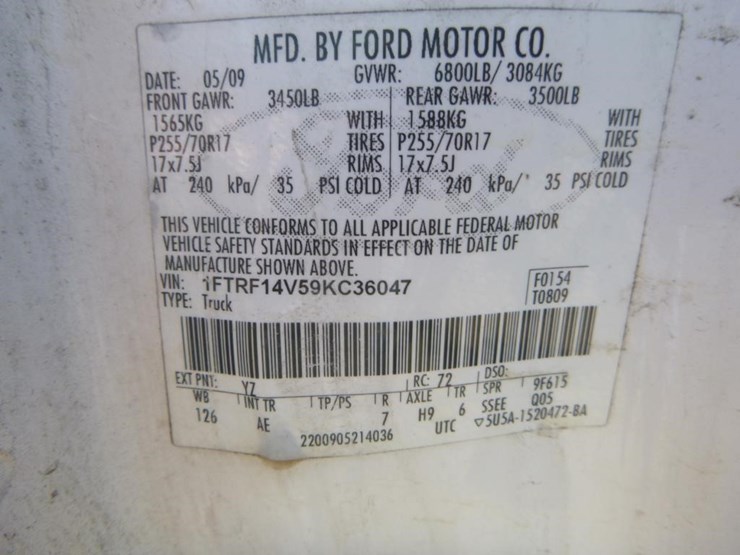 MFD. BY FORD MOTOR CO.
DATE: 05/09 GVWR: 6800LB/ 3084KG
FRONT GAWR: 3450LB REAR GAWR: 3500LB
1565KG WITH 1588KG WITH
P255/70R17 TIRES P255/70R17 TIRES
17x7.5J RIMS 17x7.5J RIMS
AT 240 kPa/ 35 PSI COLD AT 240 kPa/ 35 PSI COLD
THIS VEHICLE CONFORMS TO ALL APPLICABLE FEDERAL MOTOR
VEHICLE SAFETY STANDARDS IN EFFECT ON THE DATE OF
MANUFACTURE SHOWN ABOVE.
VIN: 1FTRF14V59KC36047 F0154
TYPE: Truck T0809
EXT PNT: YZ RC: 72 DSO:
WB INT TR TP/PS R AXLE TR SPR 9F615
126 AE 7 H9 6 SSEE Q05
2200905214036 UTC ▽5U5A-1520472-BA
Ford